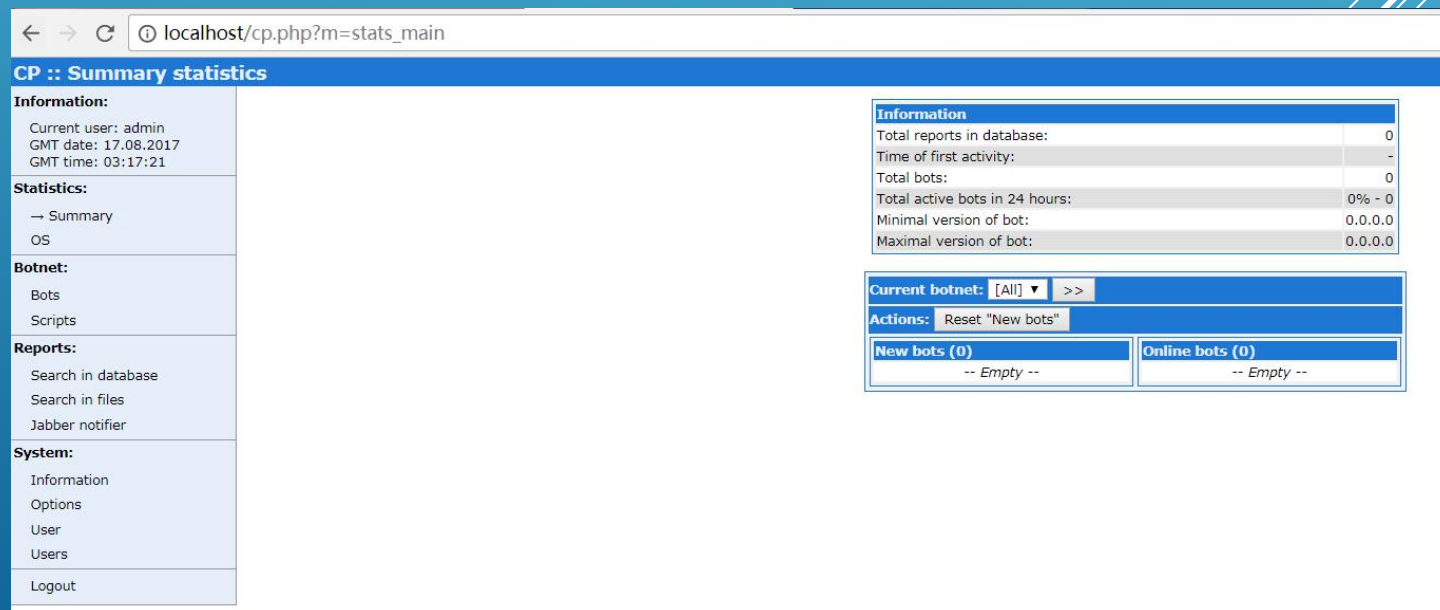 localhost/cp.php?m=stats_main
CP :: Summary statistics
Information:
Current user: admin
GMT date: 17.08.2017
GMT time: 03:17:21
Statistics:
→ Summary
OS
Botnet:
Bots
Scripts
Reports:
Search in database
Search in files
Jabber notifier
System:
Information
Options
User
Users
Logout
Information
Total reports in database: 0
Time of first activity: -
Total bots: 0
Total active bots in 24 hours: 0% - 0
Minimal version of bot: 0.0.0.0
Maximal version of bot: 0.0.0.0
Current botnet: [All] ▼ >>
Actions: Reset "New bots"
New bots (0) Online bots (0)
-- Empty -- -- Empty --